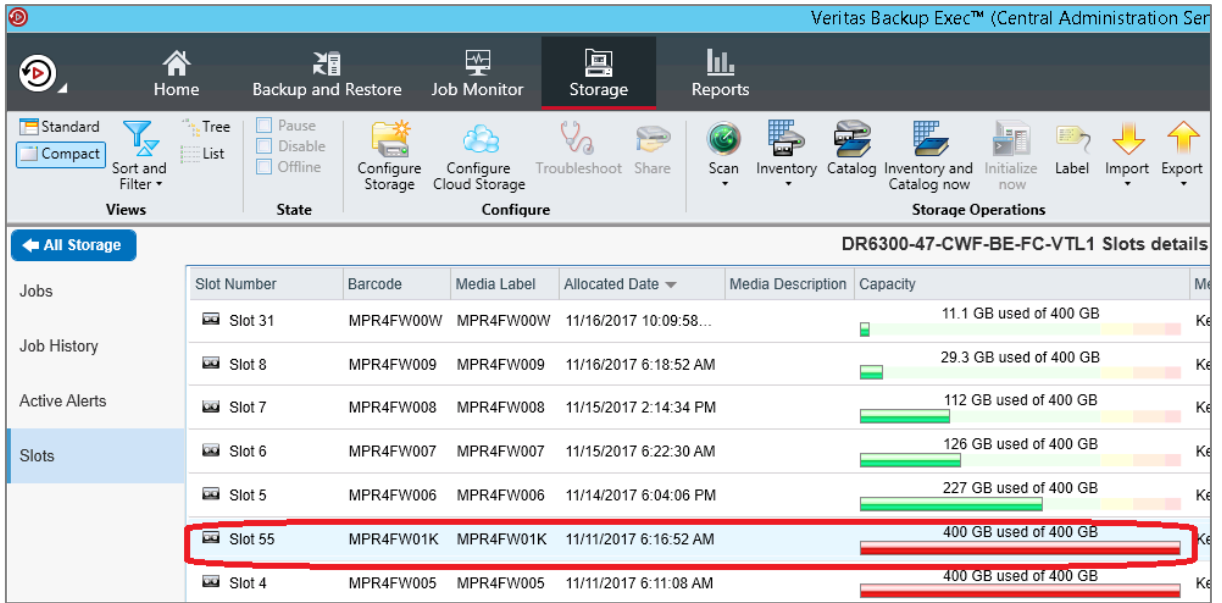 Veritas Backup Exec™ (Central Administration Ser
Home Backup and Restore Job Monitor Storage Reports
Standard
Compact
Sort and
Filter
Tree
List
Views
Pause
Disable
Offline
State
Configure
Storage
Configure
Cloud Storage
Troubleshoot
Share
Configure
Scan
Inventory
Catalog
Inventory and
Catalog now
Initialize
now
Label
Import
Export
Storage Operations
All Storage
DR6300-47-CWF-BE-FC-VTL1 Slots details
Jobs
Job History
Active Alerts
Slots
Slot Number Barcode Media Label Allocated Date Media Description Capacity Me
Slot 31 MPR4FW00W MPR4FW00W 11/16/2017 10:09:58... 11.1 GB used of 400 GB Ke
Slot 8 MPR4FW009 MPR4FW009 11/16/2017 6:18:52 AM 29.3 GB used of 400 GB Ke
Slot 7 MPR4FW008 MPR4FW008 11/15/2017 2:14:34 PM 112 GB used of 400 GB Ke
Slot 6 MPR4FW007 MPR4FW007 11/15/2017 6:22:30 AM 126 GB used of 400 GB Ke
Slot 5 MPR4FW006 MPR4FW006 11/14/2017 6:04:06 PM 227 GB used of 400 GB Ke
Slot 55 MPR4FW01K MPR4FW01K 11/11/2017 6:16:52 AM 400 GB used of 400 GB Ke
Slot 4 MPR4FW005 MPR4FW005 11/11/2017 6:11:08 AM 400 GB used of 400 GB Ke